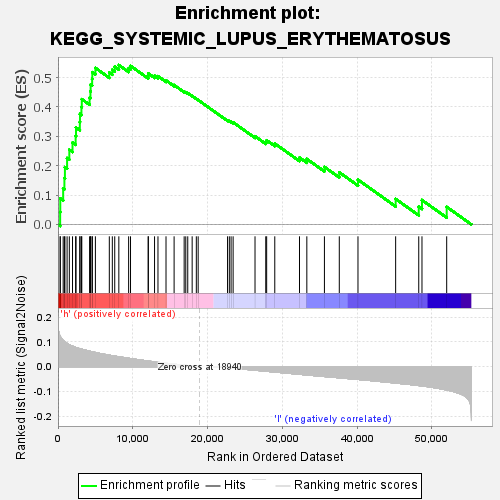 Enrichment plot:
KEGG_SYSTEMIC_LUPUS_ERYTHEMATOSUS
Enrichment score (ES)
0.5
0.4
0.3
0.2
0.1
0.0
'h' (positively correlated)
Ranked list metric (Signal2Noise)
0.2
0.1
0.0
-0.1
-0.2
Zero cross at 18940
'l' (negatively correlated)
0
10,000
20,000
30,000
40,000
50,000
Rank in Ordered Dataset
Enrichment profile
Hits
Ranking metric scores